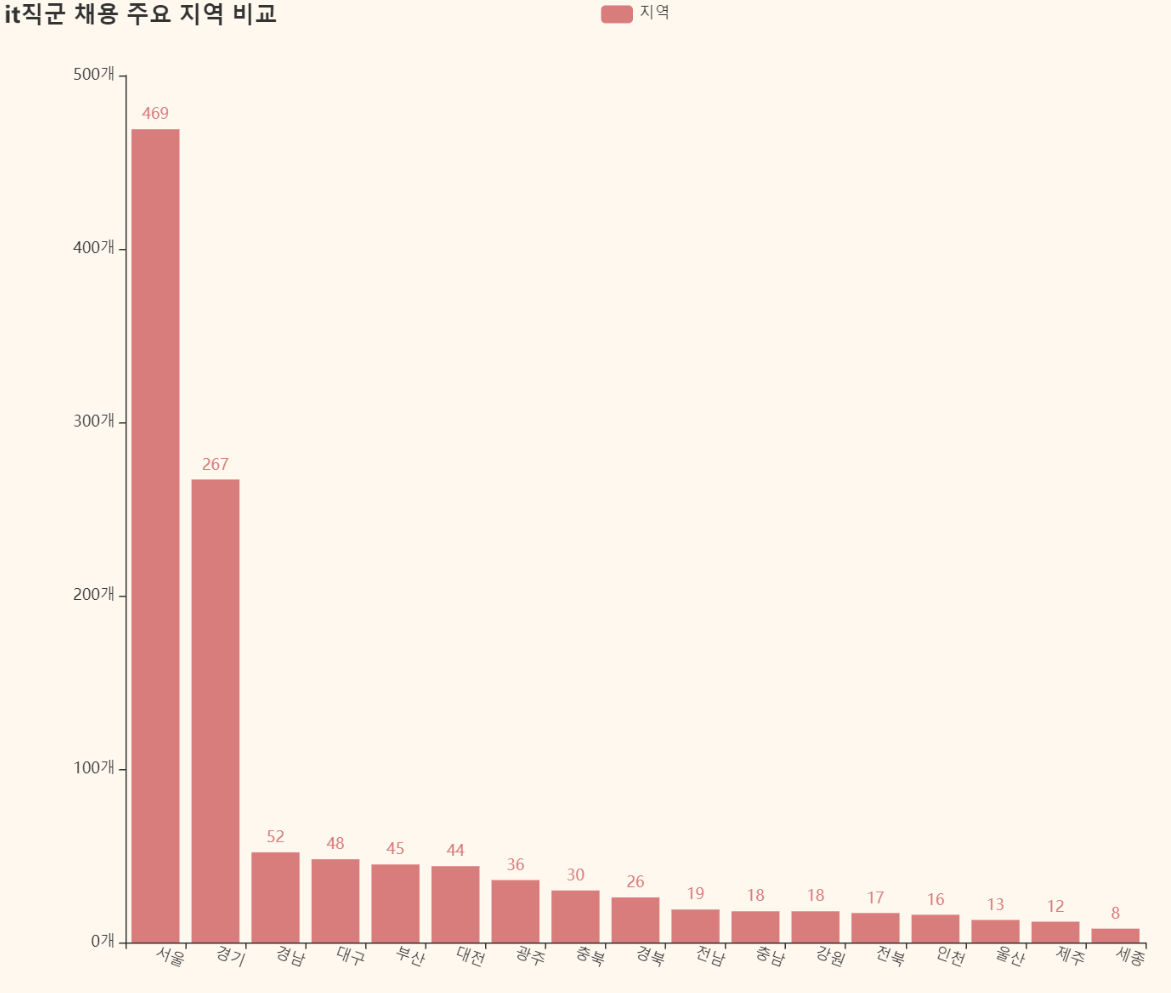 it직군 채용 주요 지역 비교
지역
500개
400개
300개
200개
100개
0개
469
267
52
48
45
44
36
30
26
19
18
18
17
16
13
12
8
서울
경기
경남
대구
부산
대전
광주
충북
경북
전남
충남
강원
전북
인천
울산
제주
세종